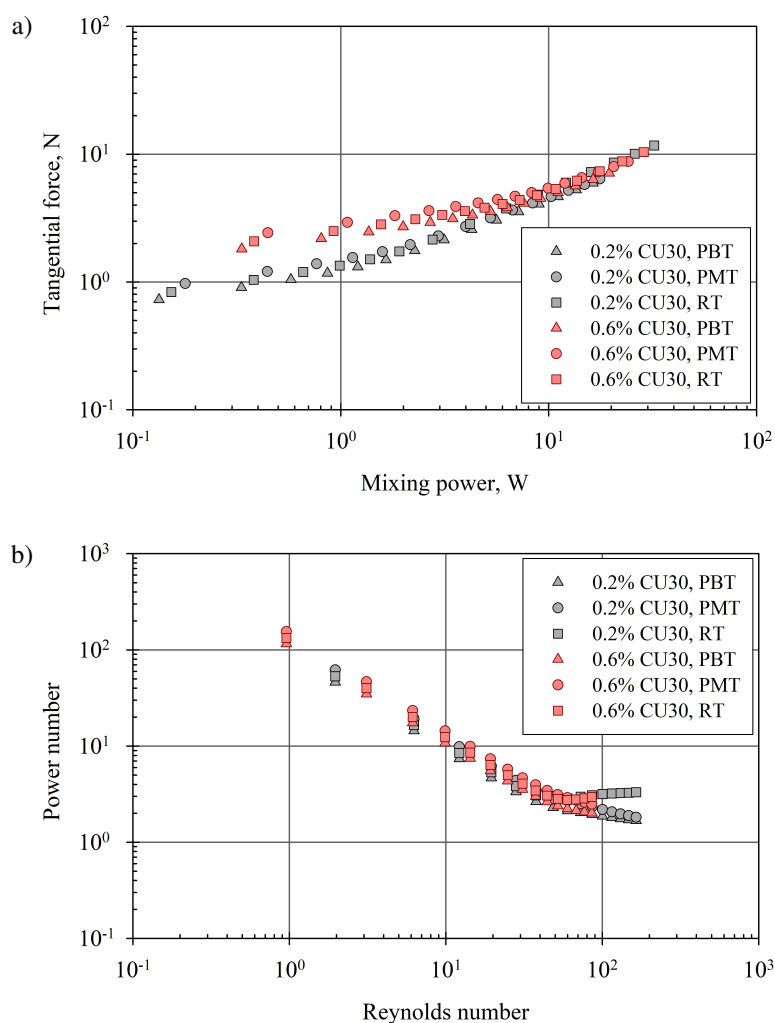 a)
10²
10¹
10⁰
10⁻¹
Tangential force, N
0.2% CU30, PBT
0.2% CU30, PMT
0.2% CU30, RT
0.6% CU30, PBT
0.6% CU30, PMT
0.6% CU30, RT
10⁻¹ 10⁰ 10¹ 10²
Mixing power, W
b)
10³
10²
10¹
10⁰
10⁻¹
Power number
0.2% CU30, PBT
0.2% CU30, PMT
0.2% CU30, RT
0.6% CU30, PBT
0.6% CU30, PMT
0.6% CU30, RT
10⁻¹ 10⁰ 10¹ 10² 10³
Reynolds number